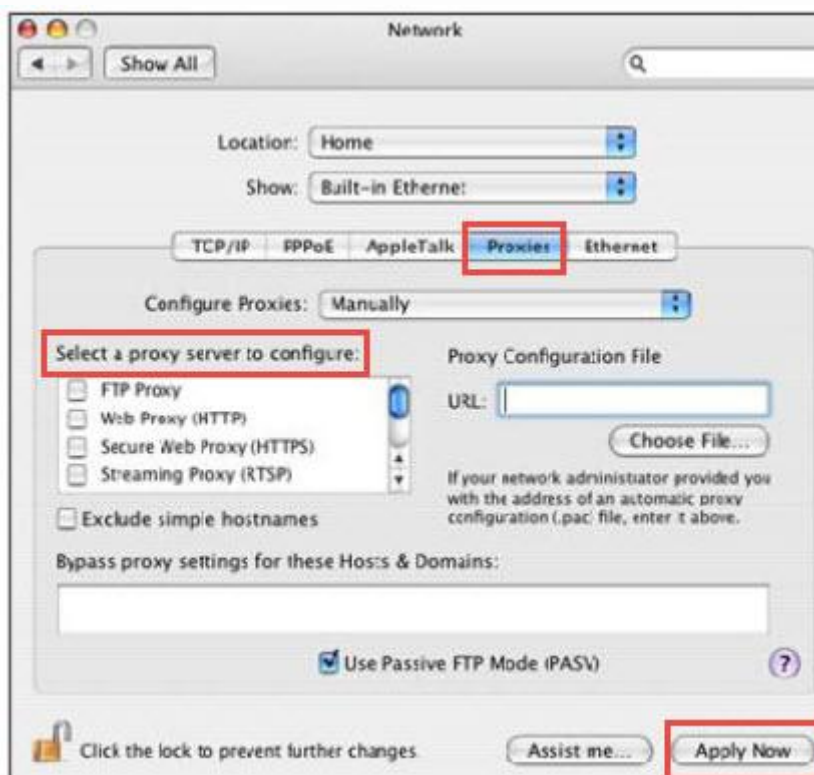 Network
Show All
Location: Home
Show: Built-in Ethernet
TCP/IP PPPoE AppleTalk Proxies Ethernet
Configure Proxies: Manually
Select a proxy server to configure:
FTP Proxy
Web Proxy (HTTP)
Secure Web Proxy (HTTPS)
Streaming Proxy (RTSP)
Exclude simple hostnames
Proxy Configuration File
URL:
Choose File...
If your network administrator provided you
with the address of an automatic proxy
configuration (.pac) file, enter it above.
Bypass proxy settings for these Hosts & Domains:
Use Passive FTP Mode (PASV)
?
Click the lock to prevent further changes.
Assist me...
Apply Now